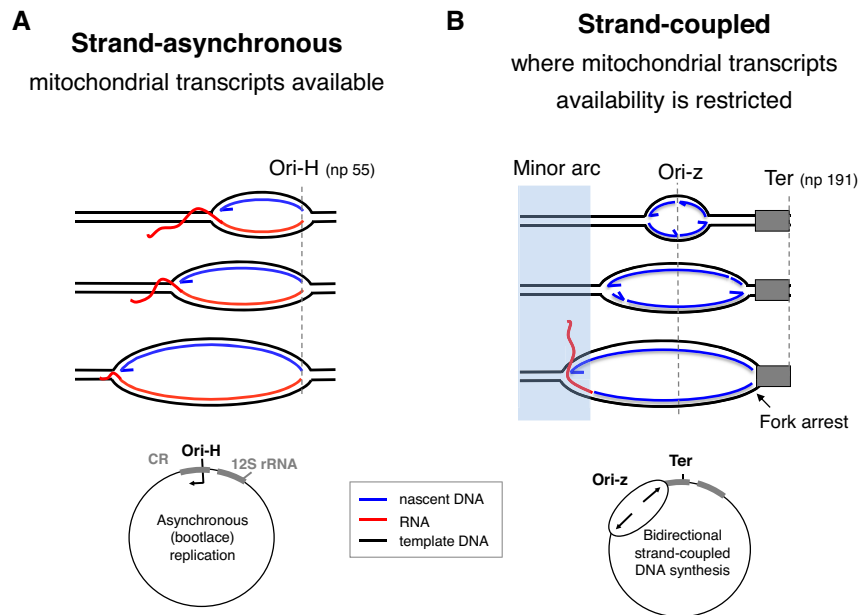 A
Strand-asynchronous
mitochondrial transcripts available
Ori-H (np 55)
CR
Ori-H
12S rRNA
Asynchronous
(bootlace)
replication
nascent DNA
RNA
template DNA
B
Strand-coupled
where mitochondrial transcripts
availability is restricted
Minor arc
Ori-z
Ter (np 191)
Fork arrest
Ori-z
Ter
Bidirectional
strand-coupled
DNA synthesis